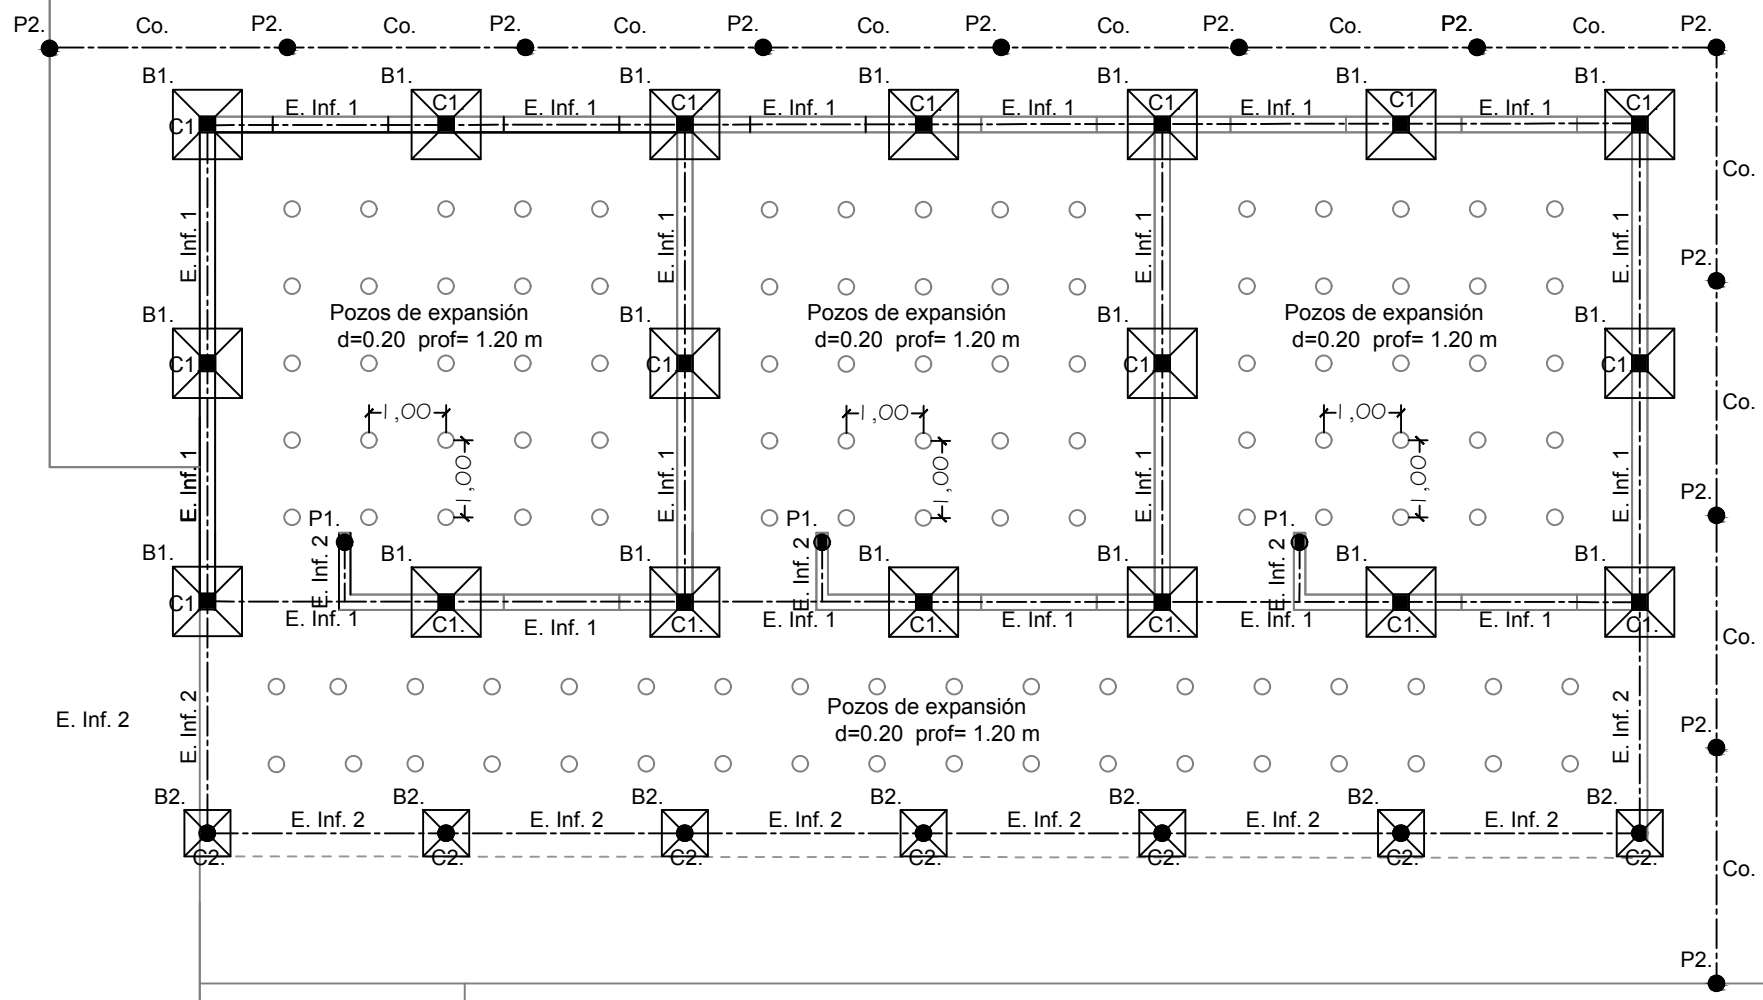 P2. Co. P2. Co. P2. Co. P2. Co. P2. Co. P2. Co. P2. Co. P2.
B1. B1. B1. B1. B1. B1. B1.
C1 E. Inf. 1 C1. E. Inf. 1 C1. E. Inf. 1 C1. E. Inf. 1 C1. E. Inf. 1 C1 E. Inf. 1 C1.
Co.
E. Inf. 1 E. Inf. 1 E. Inf. 1 E. Inf. 1
P2.
B1. Pozos de expansión B1. Pozos de expansión B1. Pozos de expansión B1.
d=0.20 prof= 1.20 m d=0.20 prof= 1.20 m d=0.20 prof= 1.20 m
C1 C1 C1 C1
Co.
1,00 1,00 1,00
1,00 1,00 1,00
E. Inf. 1 E. Inf. 1 E. Inf. 1 E. Inf. 1
P2.
P1. P1. P1.
B1. E. Inf. 2 B1. B1. E. Inf. 2 B1. B1. E. Inf. 2 B1. B1.
C1
E. Inf. 1 C1. E. Inf. 1 C1. E. Inf. 1 C1. E. Inf. 1 C1. E. Inf. 1 C1. E. Inf. 1 C1.
Co.
Pozos de expansión
d=0.20 prof= 1.20 m
E. Inf. 2 E. Inf. 2 E. Inf. 2
P2.
B2. B2. B2. B2. B2. B2. B2.
E. Inf. 2 E. Inf. 2 E. Inf. 2 E. Inf. 2 E. Inf. 2 E. Inf. 2
C2. C2. C2. C2. C2. C2. C2.
Co.
P2.